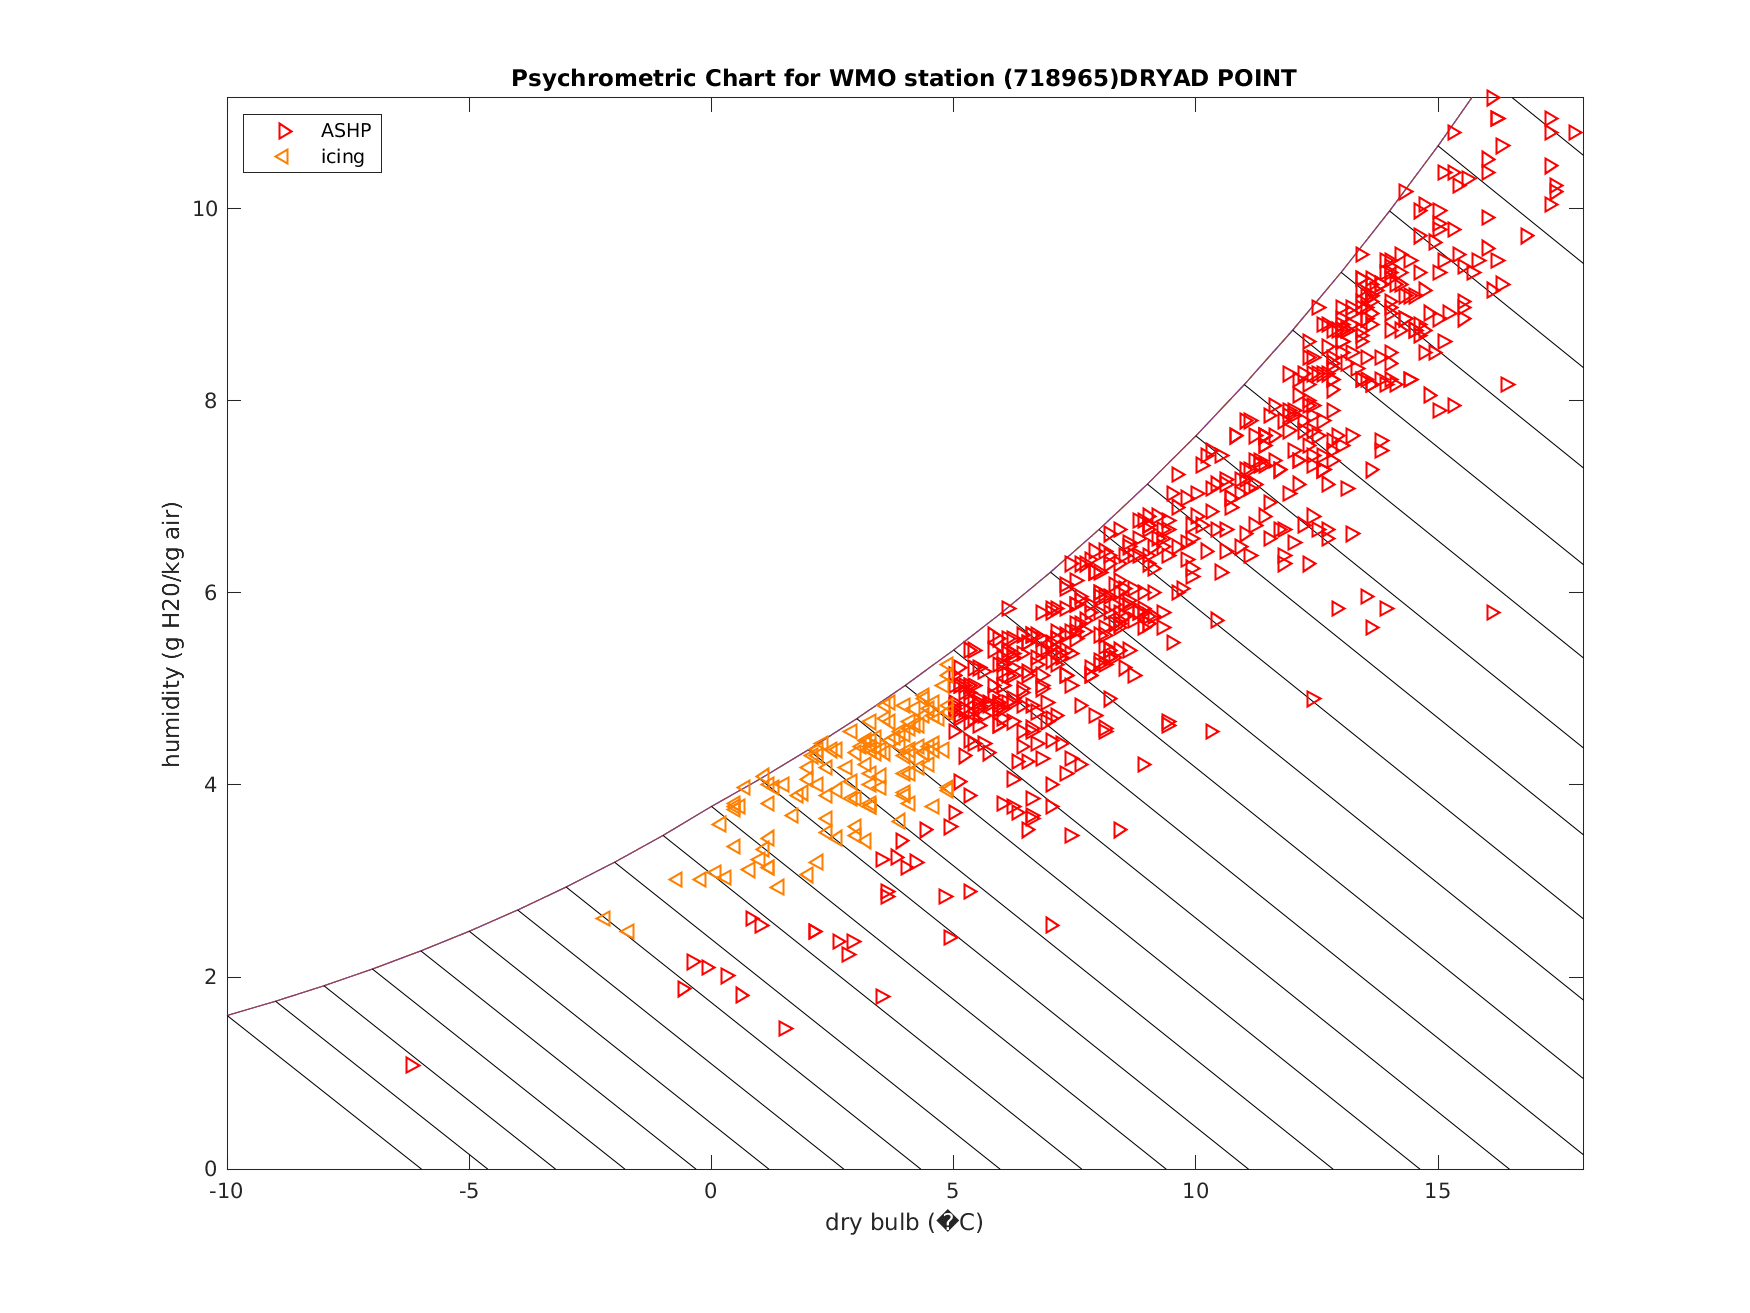 Psychrometric Chart for WMO station (718965)DRYAD POINT
ASHP
icing
humidity (g H20/kg air)
10
8
6
4
2
0
-10
-5
0
5
10
15
dry bulb (�C)